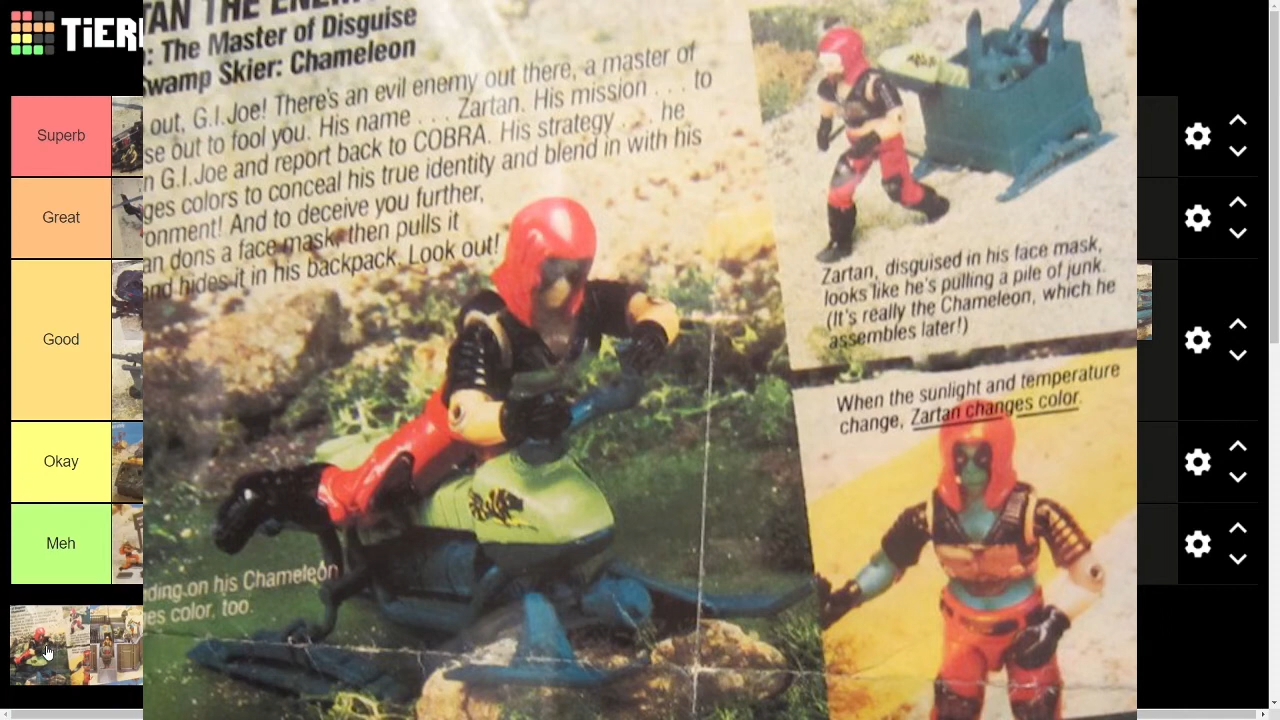 TiER
Superb
Great
Good
Okay
Meh
: The Master of Disguise
Swamp Skier: Chameleon
out, G.I.Joe! There's an evil enemy out there, a master of
se out to fool you. His name . . . Zartan. His mission . . . to
n G.I.Joe and report back to COBRA. His strategy . . . he
ges colors to conceal his true identity and blend in with his
onment! And to deceive you further,
an dons a face mask, then pulls it
and hides it in his backpack. Look out!
ding on his Chameleon
es color, too.
Zartan, disguised in his face mask,
looks like he's pulling a pile of junk.
(It's really the Chameleon, which he
assembles later!)
When the sunlight and temperature
change, Zartan changes color.